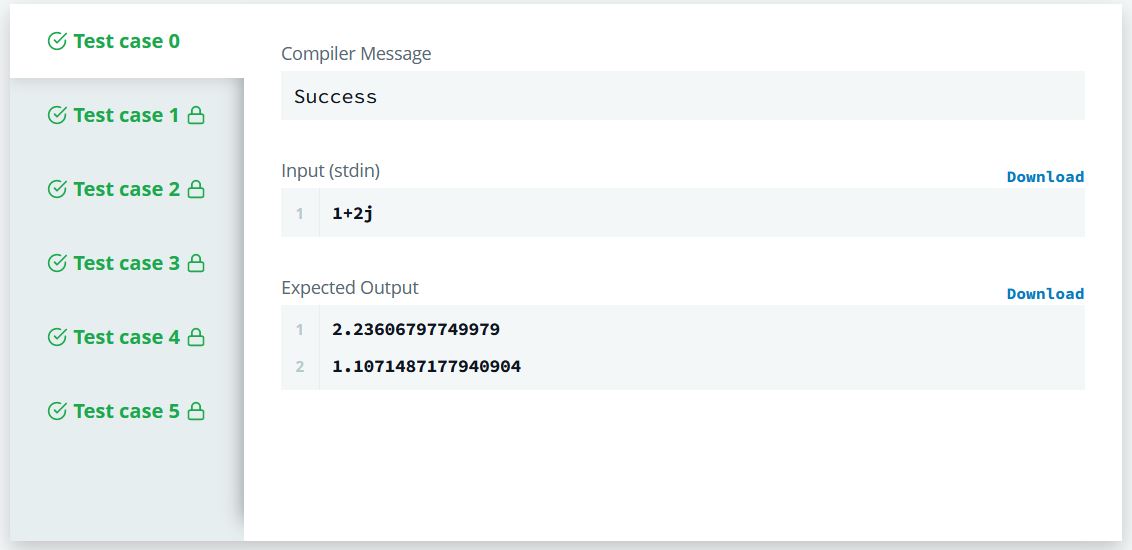 Test case 0
Test case 1
Test case 2
Test case 3
Test case 4
Test case 5
Compiler Message
Success
Input (stdin)
Download
1 1+2j
Expected Output
Download
1 2.23606797749979
2 1.1071487177940904